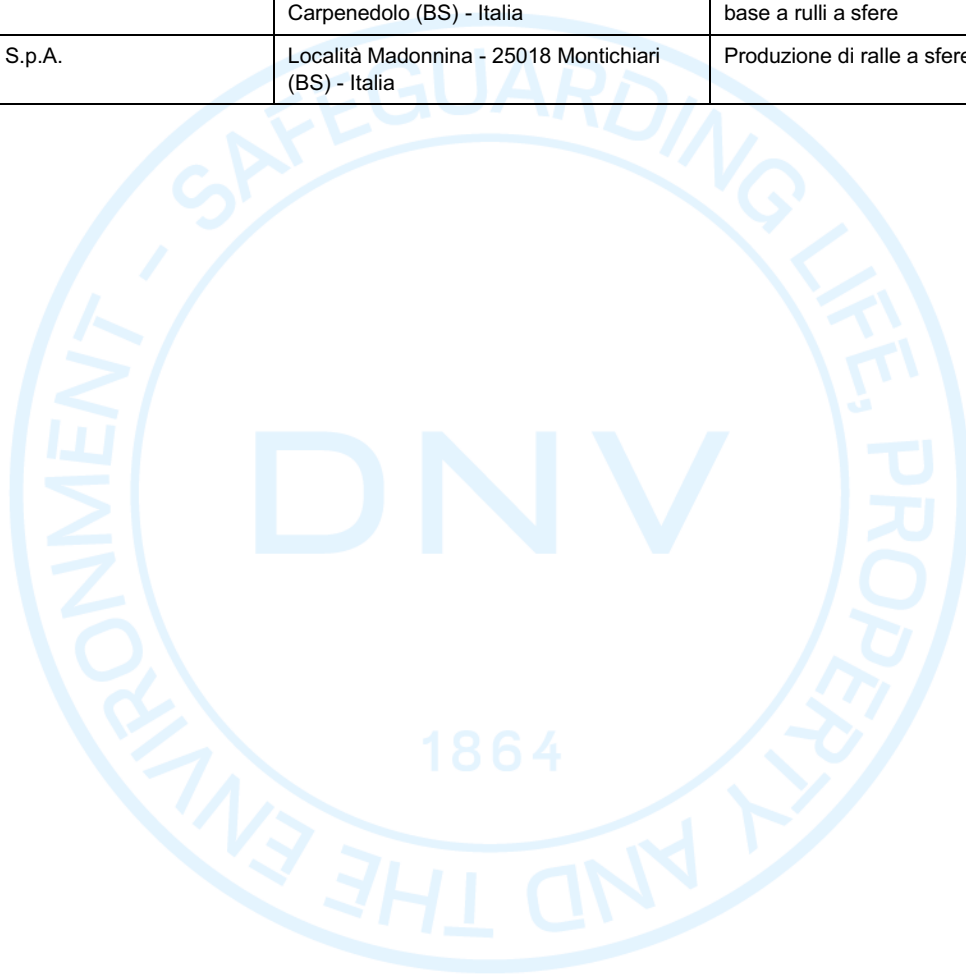 Carpenedolo (BS) - Italia
base a rulli a sfere
S.p.A.
Località Madonnina - 25018 Montichiari
(BS) - Italia
Produzione di ralle a sfere
SAFEGUARDING LIFE, PROPERTY AND THE ENVIRONMENT -
DNV
1864